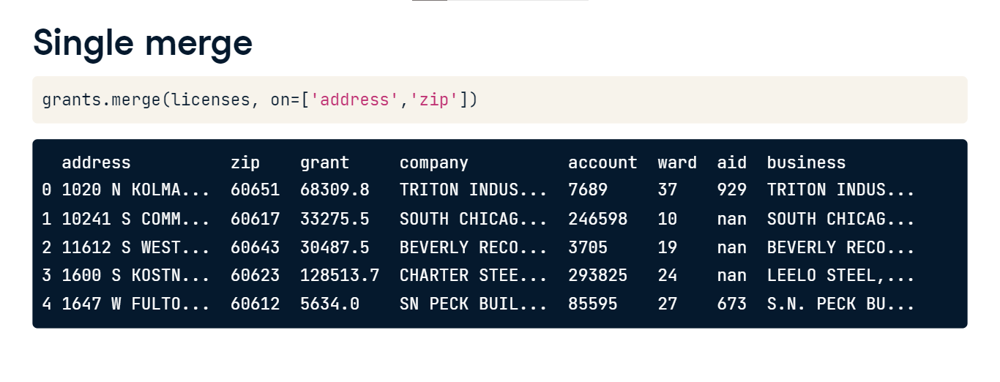 Single merge
grants.merge(licenses, on=['address','zip'])
address zip grant company account ward aid business
0 1020 N KOLMA... 60651 68309.8 TRITON INDUS... 7689 37 929 TRITON INDUS...
1 10241 S COMM... 60617 33275.5 SOUTH CHICAG... 246598 10 nan SOUTH CHICAG...
2 11612 S WEST... 60643 30487.5 BEVERLY RECO... 3705 19 nan BEVERLY RECO...
3 1600 S KOSTN... 60623 128513.7 CHARTER STEE... 293825 24 nan LEELO STEEL,...
4 1647 W FULTO... 60612 5634.0 SN PECK BUIL... 85595 27 673 S.N. PECK BU...